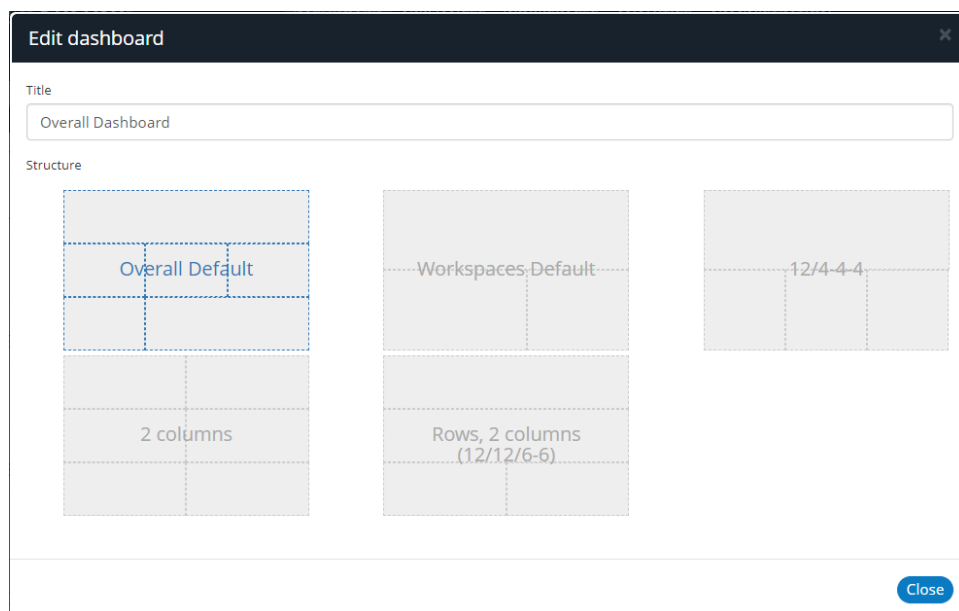 Edit dashboard
×
Title
Overall Dashboard
Structure
Overall Default
Workspaces Default
12/4-4-4
2 columns
Rows, 2 columns
(12/12/6-6)
Close